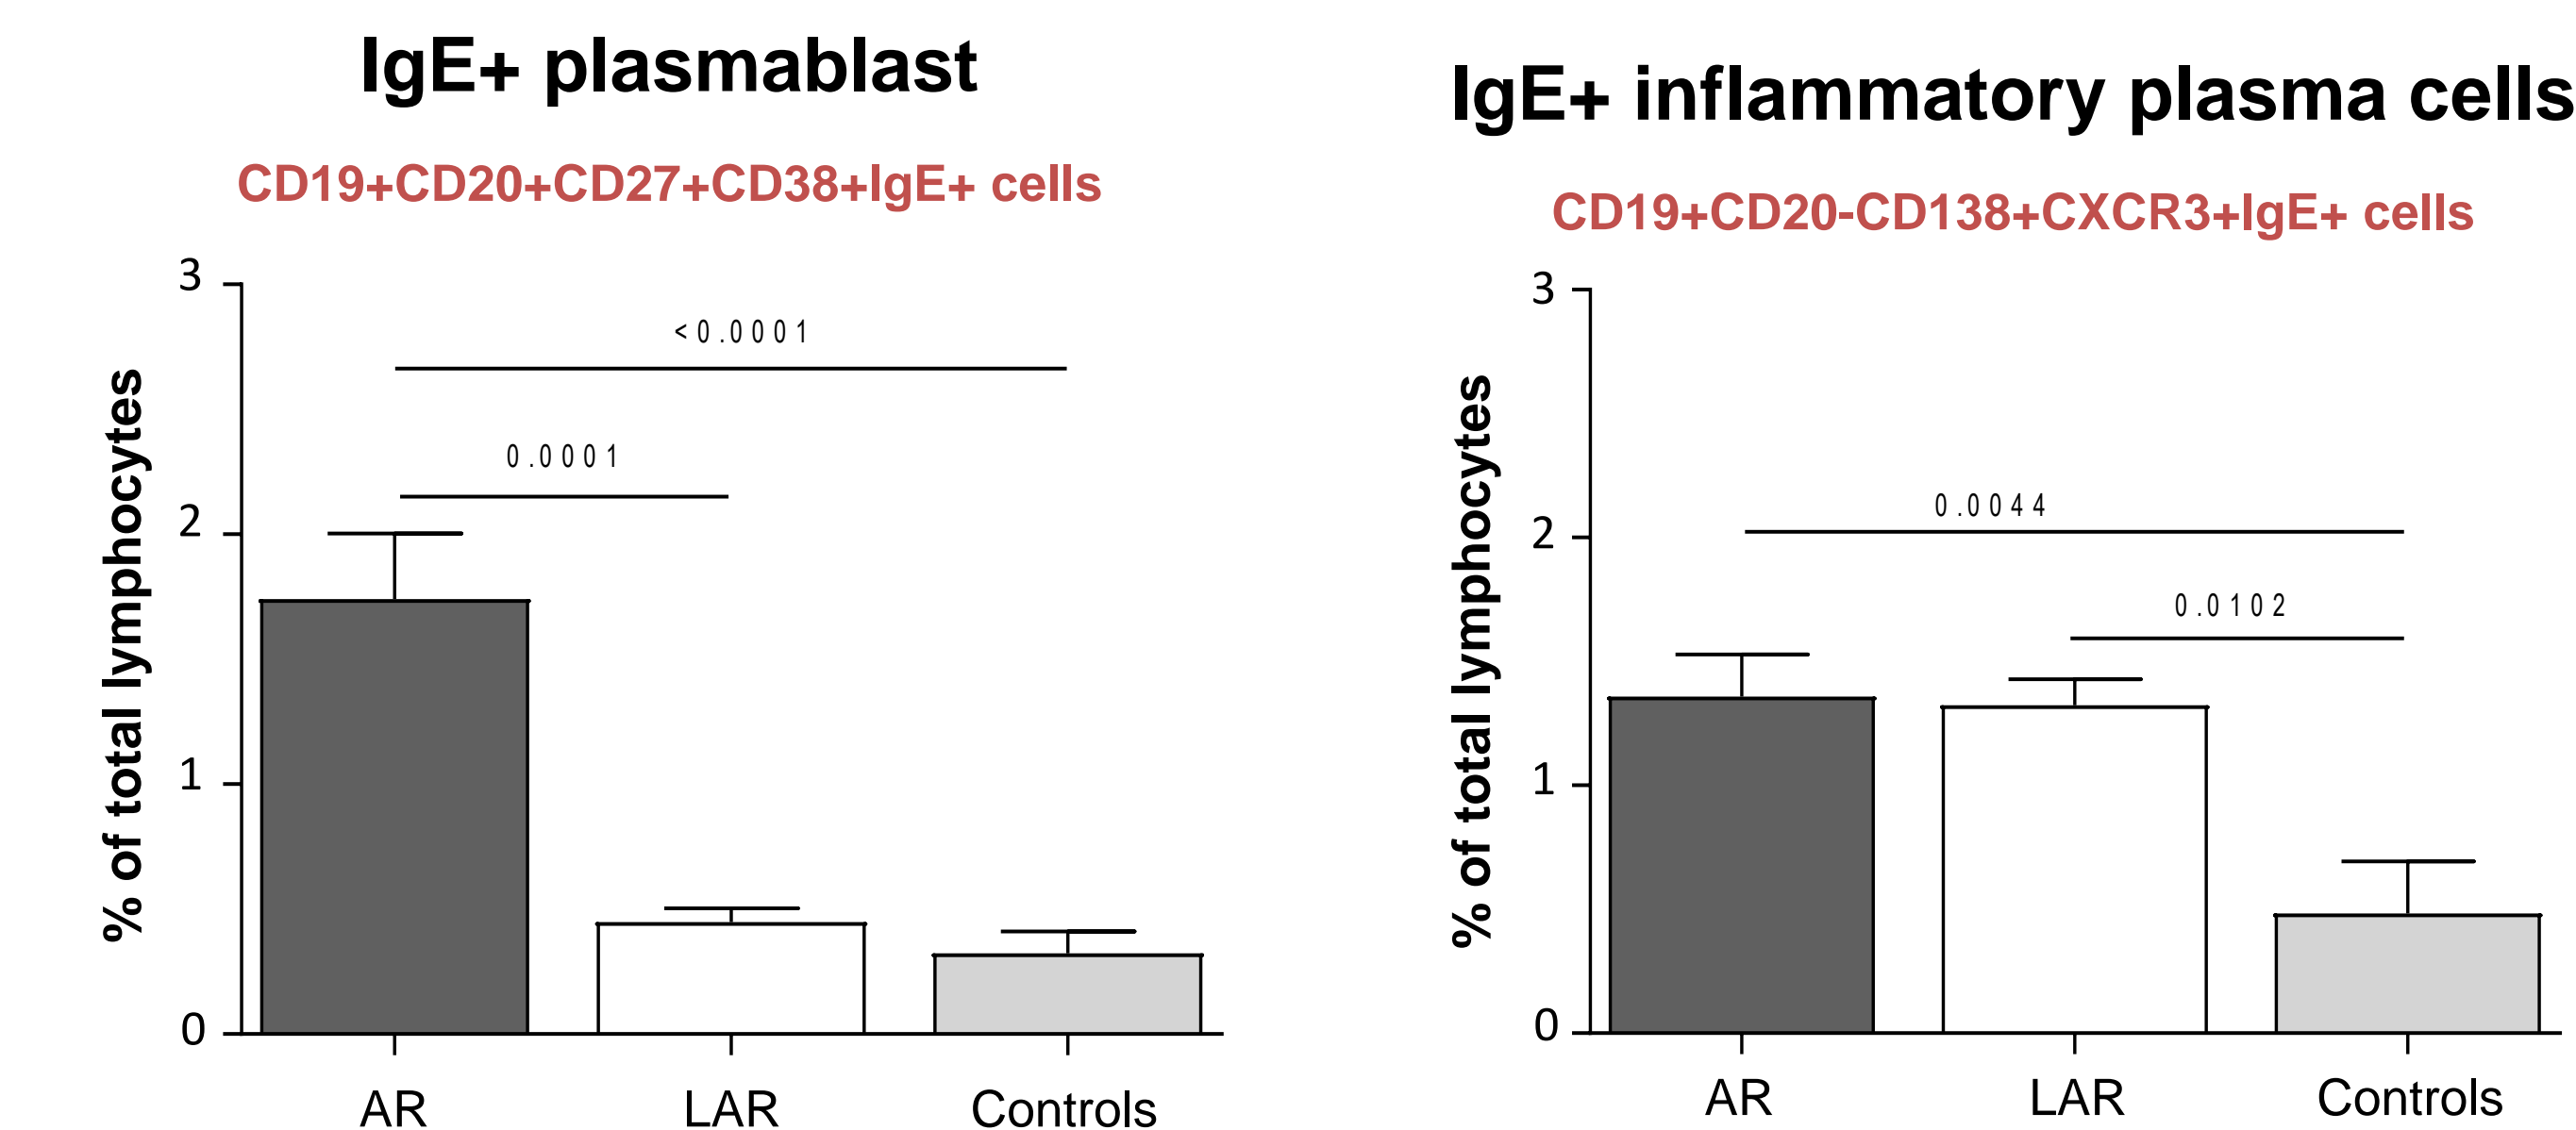 IgE+ plasmablast
CD19+CD20+CD27+CD38+IgE+ cells
% of total lymphocytes
3
2
1
0
<0.0001
0.0001
AR
LAR
Controls
IgE+ inflammatory plasma cells
CD19+CD20-CD138+CXCR3+IgE+ cells
% of total lymphocytes
3
2
1
0
0.0044
0.0102
AR
LAR
Controls